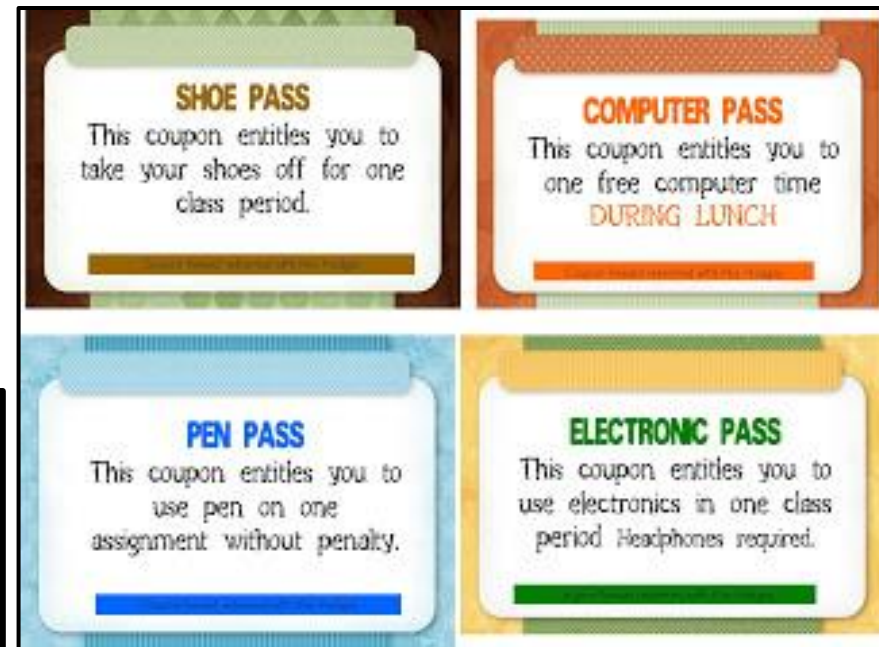 SHOE PASS
This coupon entitles you to
take your shoes off for one
class period.
COMPUTER PASS
This coupon entitles you to
one free computer time
DURING LUNCH
PEN PASS
This coupon entitles you to
use pen on one
assignment without penalty.
ELECTRONIC PASS
This coupon entitles you to
use electronics in one class
period Headphones required.